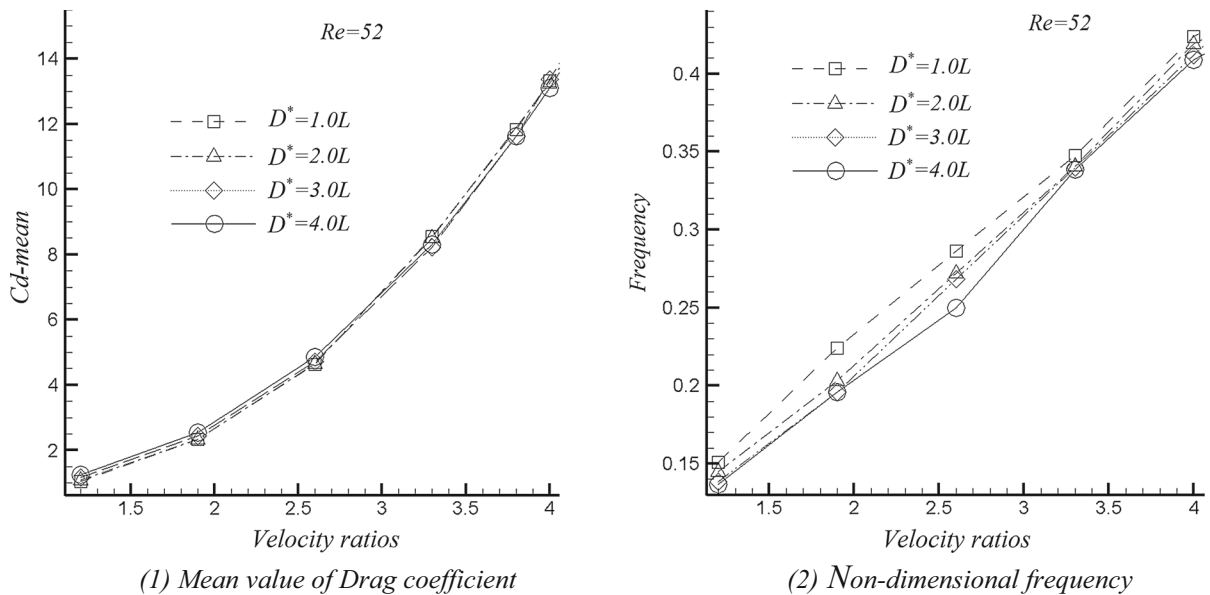 Re=52
14
12
10
8
6
4
2
Cd-mean
D*=1.0L
D*=2.0L
D*=3.0L
D*=4.0L
1.5 2 2.5 3 3.5 4
Velocity ratios
(1) Mean value of Drag coefficient
Re=52
0.4
0.35
0.3
0.25
0.2
0.15
Frequency
D*=1.0L
D*=2.0L
D*=3.0L
D*=4.0L
1.5 2 2.5 3 3.5 4
Velocity ratios
(2) Non-dimensional frequency